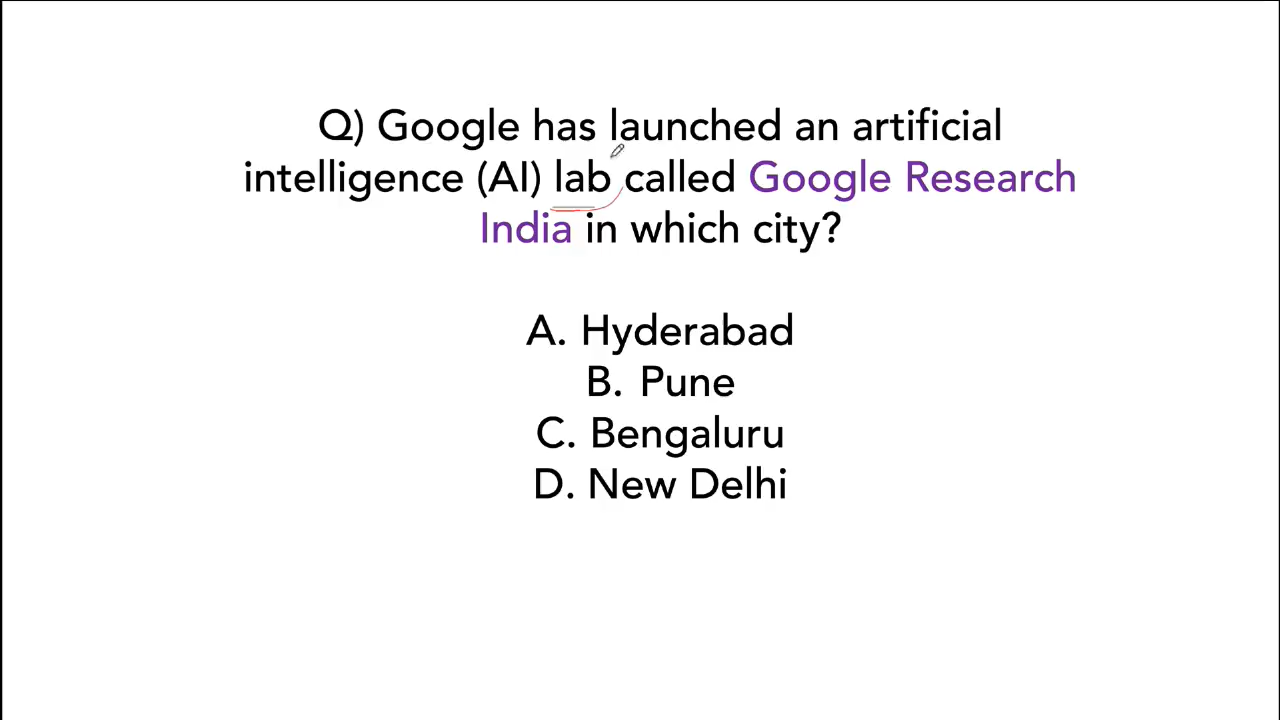 Q) Google has launched an artificial
intelligence (AI) lab called Google Research
India in which city?
A. Hyderabad
B. Pune
C. Bengaluru
D. New Delhi